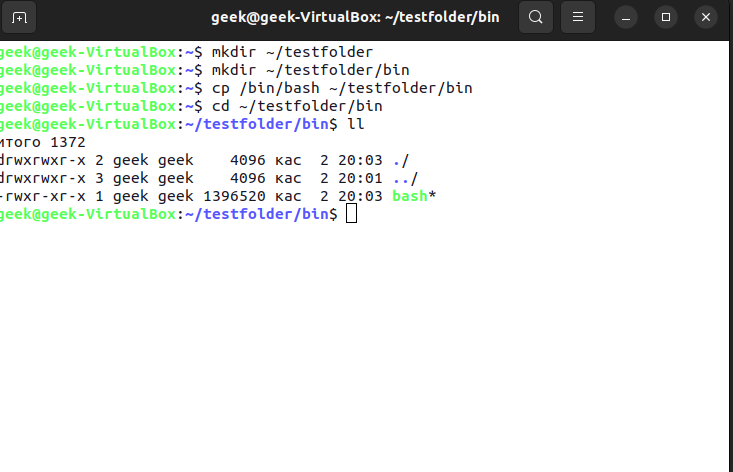 geek@geek-VirtualBox: ~/testfolder/bin
geek@geek-VirtualBox:~$ mkdir ~/testfolder
geek@geek-VirtualBox:~$ mkdir ~/testfolder/bin
geek@geek-VirtualBox:~$ cp /bin/bash ~/testfolder/bin
geek@geek-VirtualBox:~$ cd ~/testfolder/bin
geek@geek-VirtualBox:~/testfolder/bin$ ll
итого 1372
drwxrwxr-x 2 geek geek    4096 кас  2 20:03 ./
drwxrwxr-x 3 geek geek    4096 кас  2 20:01 ../
-rwxr-xr-x 1 geek geek 1396520 кас  2 20:03 bash*
geek@geek-VirtualBox:~/testfolder/bin$